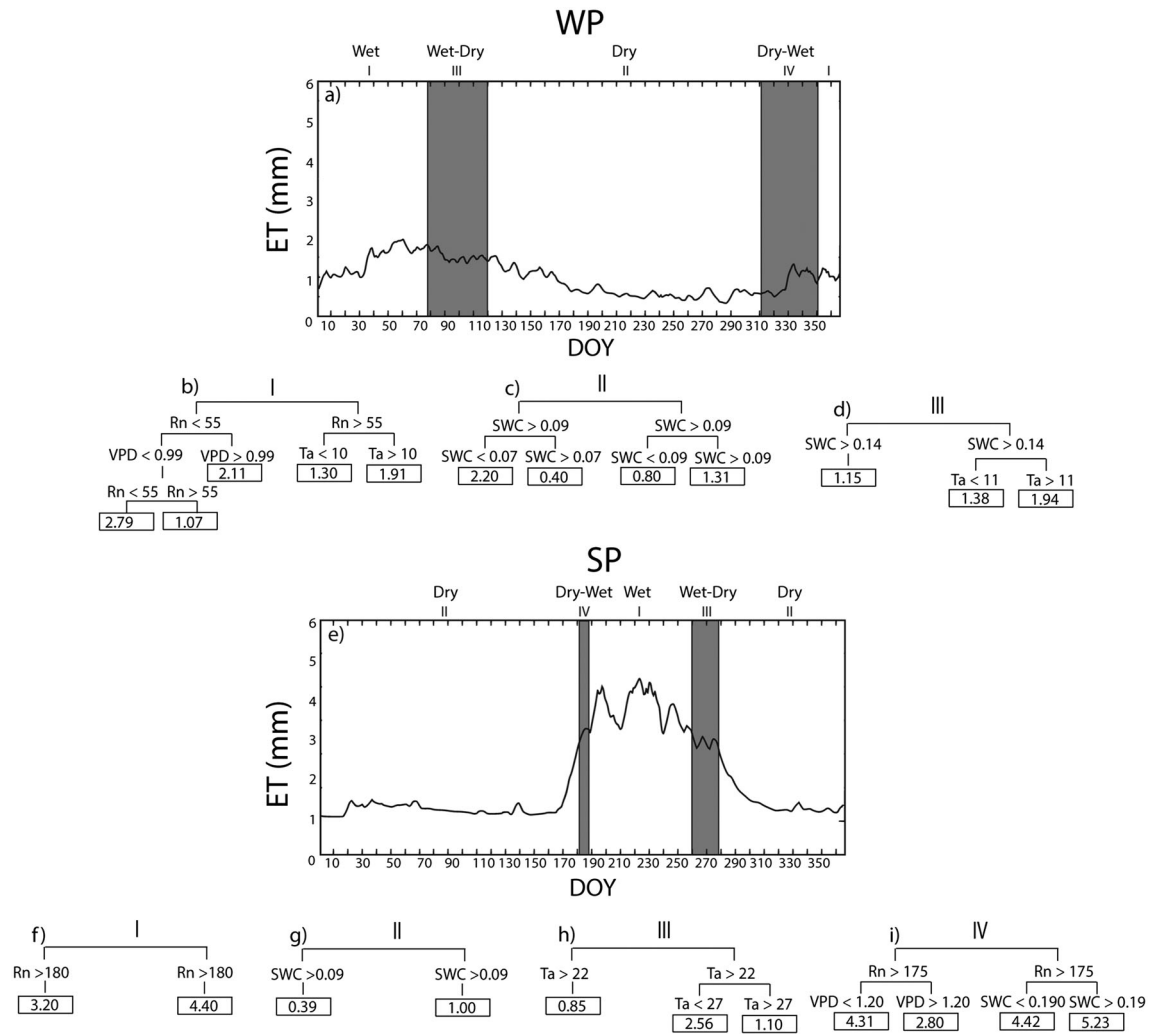 WP
Wet Wet-Dry Dry Dry-Wet
I III II IV I
a)
6
5
4
3
2
1
0
ET (mm)
10 30 50 70 90 110 130 150 170 190 210 230 250 270 290 310 330 350
DOY
b) I
Rn < 55 Rn > 55
VPD < 0.99 VPD > 0.99 Ta < 10 Ta > 10
2.11 1.30 1.91
Rn < 55 Rn > 55
2.79 1.07
c) II
SWC > 0.09 SWC > 0.09
SWC < 0.07 SWC > 0.07 SWC < 0.09 SWC > 0.09
2.20 0.40 0.80 1.31
d) III
SWC > 0.14 SWC > 0.14
1.15 Ta < 11 Ta > 11
1.38 1.94
SP
Dry Dry-Wet Wet Wet-Dry Dry
II IV I III II
e)
6
5
4
3
2
1
0
ET (mm)
10 30 50 70 90 110 130 150 170 190 210 230 250 270 290 310 330 350
DOY
f) I
Rn >180 Rn >180
3.20 4.40
g) II
SWC >0.09 SWC >0.09
0.39 1.00
h) III
Ta > 22 Ta > 22
0.85 Ta < 27 Ta > 27
2.56 1.10
i) IV
Rn > 175 Rn > 175
VPD < 1.20 VPD > 1.20 SWC < 0.190 SWC > 0.19
4.31 2.80 4.42 5.23